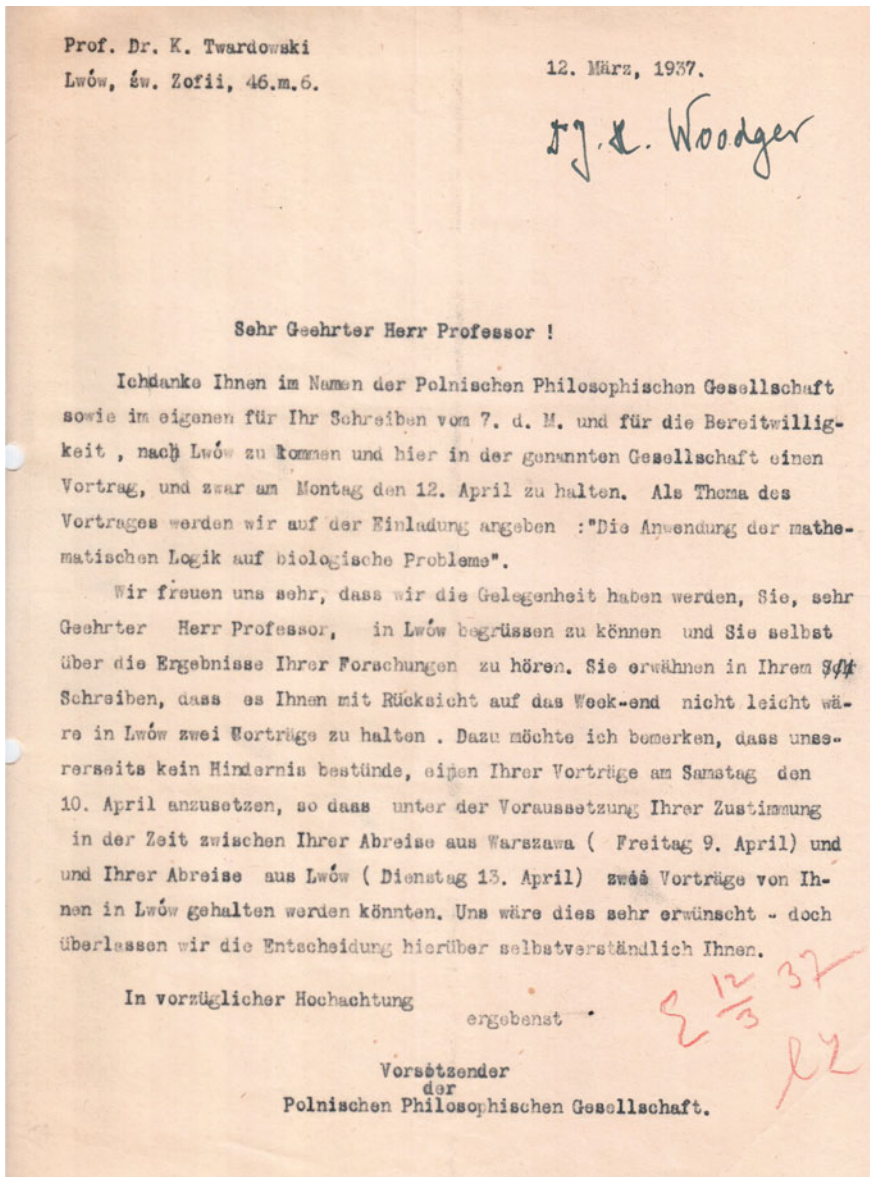 Prof. Dr. K. Twardowski
Lwów, św. Zofii, 46.m.6.
12. März, 1937.
J. H. Woodger
Sehr Geehrter Herr Professor !
Ichdanke Ihnen im Namen der Polnischen Philosophischen Gesellschaft
sowie im eigenen für Ihr Schreiben vom 7. d. M. und für die Bereitwillig-
keit , nach Lwów zu kommen und hier in der genannten Gesellschaft einen
Vortrag, und zwar am Montag den 12. April zu halten. Als Thema des
Vortrages werden wir auf der Einladung angeben :"Die Anwendung der mathe-
matischen Logik auf biologische Probleme".
Wir freuen uns sehr, dass wir die Gelegenheit haben werden, Sie, sehr
Geehrter Herr Professor, in Lwów begrüssen zu können und Sie selbst
über die Ergebnisse Ihrer Forschungen zu hören. Sie erwähnen in Ihrem
Schreiben, dass es Ihnen mit Rücksicht auf das Week-end nicht leicht wä-
re in Lwów zwei Vorträge zu halten . Dazu möchte ich bemerken, dass unse-
rerseits kein Hindernis bestünde, einen Ihrer Vorträge am Samstag den
10. April anzusetzen, so dass unter der Voraussetzung Ihrer Zustimmung
in der Zeit zwischen Ihrer Abreise aus Warszawa ( Freitag 9. April) und
und Ihrer Abreise aus Lwów ( Dienstag 13. April) zwei Vorträge von Ih-
nen in Lwów gehalten werden könnten. Uns wäre dies sehr erwünscht - doch
überlassen wir die Entscheidung hierüber selbstverständlich Ihnen.
In vorzüglicher Hochachtung
ergebenst
12/3 37
Vorsitzender
der
Polnischen Philosophischen Gesellschaft.